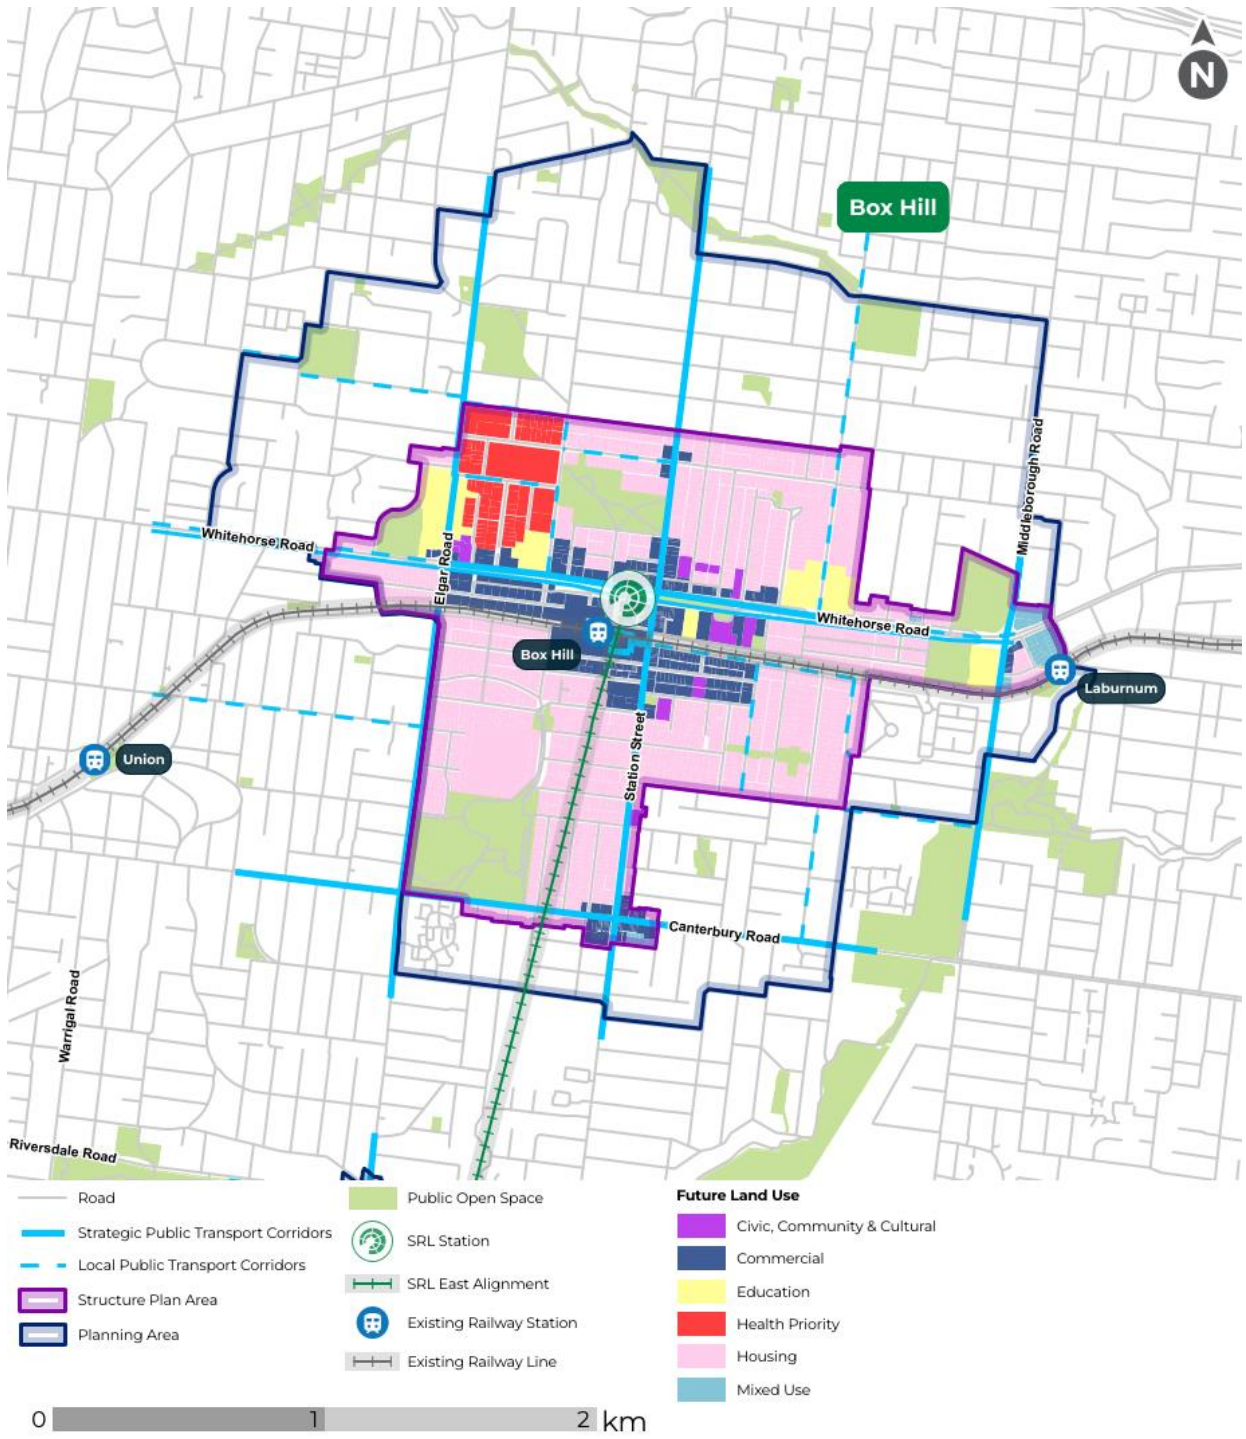 N
Box Hill
Middleborough Road
Whitehorse Road
Elgar Road
Whitehorse Road
Box Hill
Laburnum
Station Street
Union
Canterbury Road
Warrigal Road
Riversdale Road
Road
Strategic Public Transport Corridors
Local Public Transport Corridors
Structure Plan Area
Planning Area
Public Open Space
SRL Station
SRL East Alignment
Existing Railway Station
Existing Railway Line
Future Land Use
Civic, Community & Cultural
Commercial
Education
Health Priority
Housing
Mixed Use
0 1 2 km